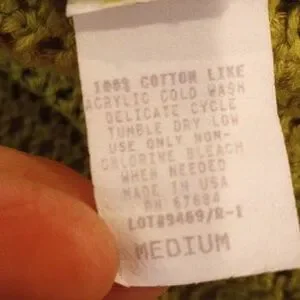 100% COTTON LIKE
ACRYLIC COLD WASH
DELICATE CYCLE
TUMBLE DRY LOW
USE ONLY NON-
CHLORINE BLEACH
WHEN NEEDED
MADE IN USA
RN 67684
LOT#9469/R-1
MEDIUM